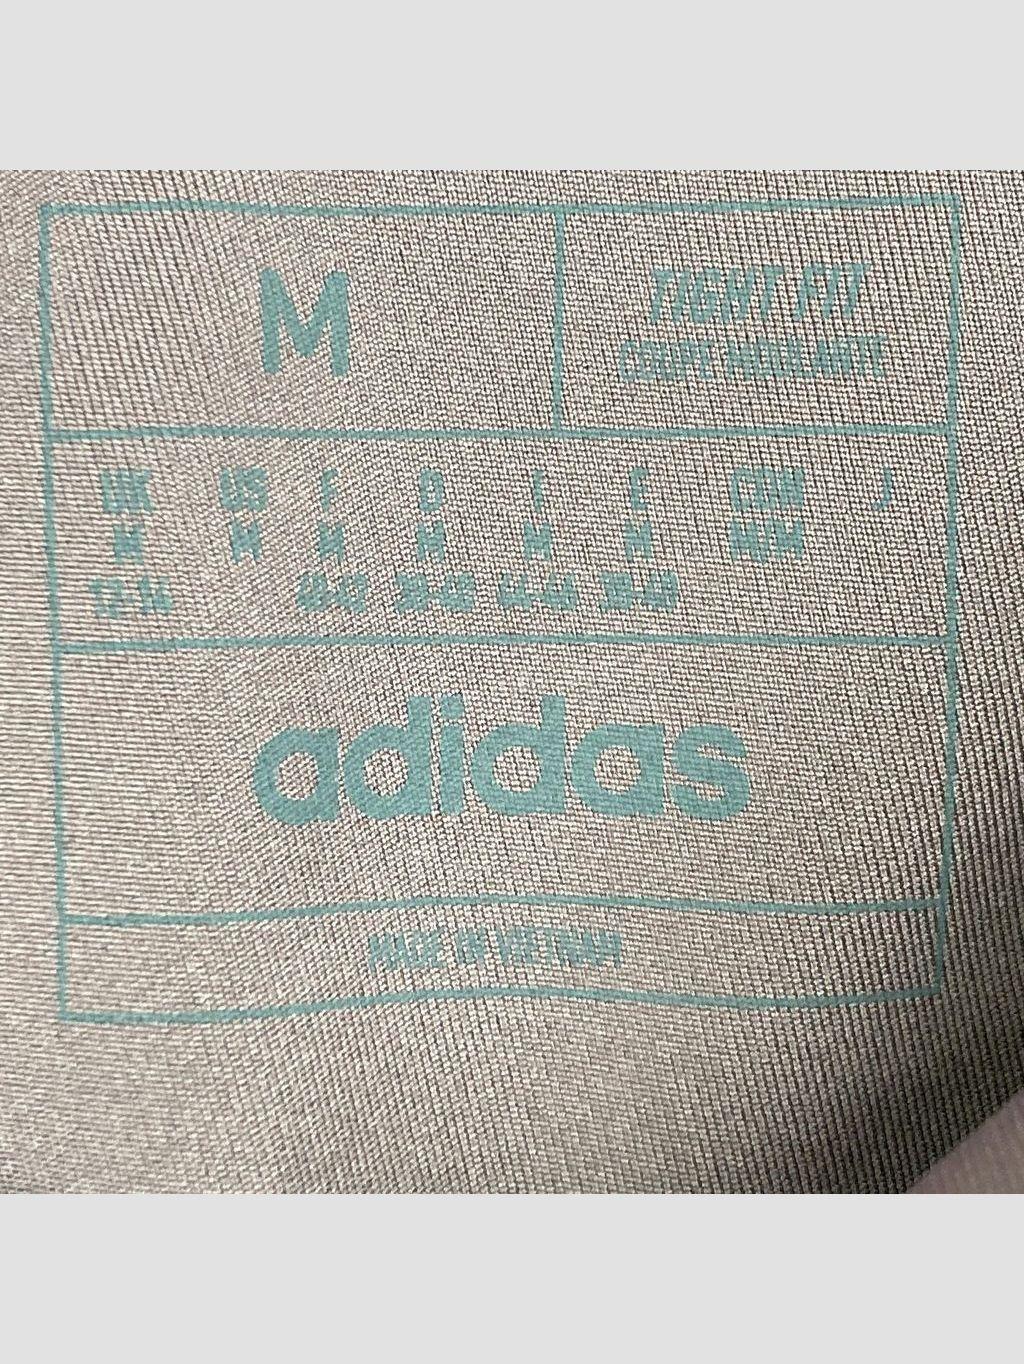 M
TIGHT FIT
COUPE MOULANTE
UK US F D I E CDN J
M M M M M M M/M
12-14 40-42 38-40 44-46 38-40
adidas
MADE IN VIETNAM